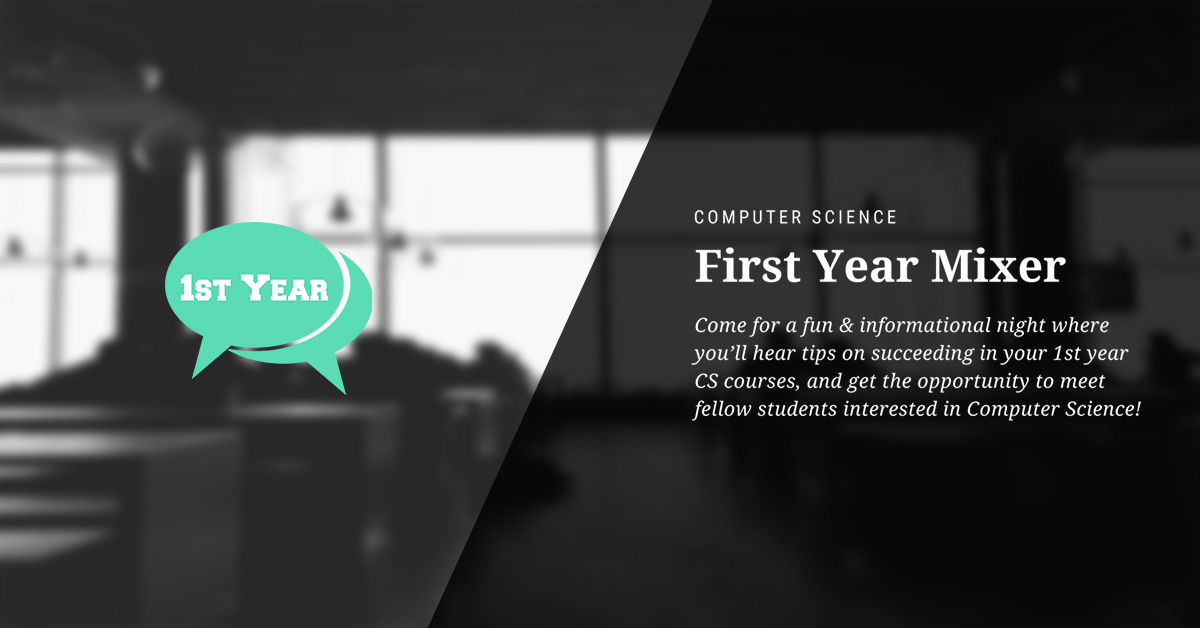 1st Year
COMPUTER SCIENCE
First Year Mixer
Come for a fun & informational night where
you’ll hear tips on succeeding in your 1st year
CS courses, and get the opportunity to meet
fellow students interested in Computer Science!